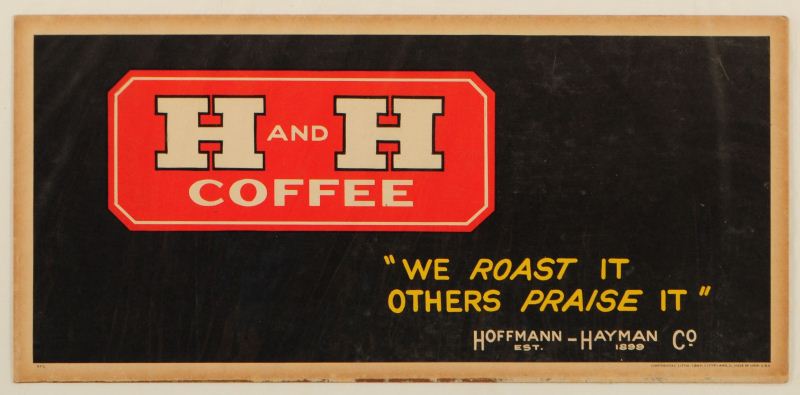 H AND H
COFFEE
"WE ROAST IT
OTHERS PRAISE IT"
HOFFMANN-HAYMAN CO
EST. 1899